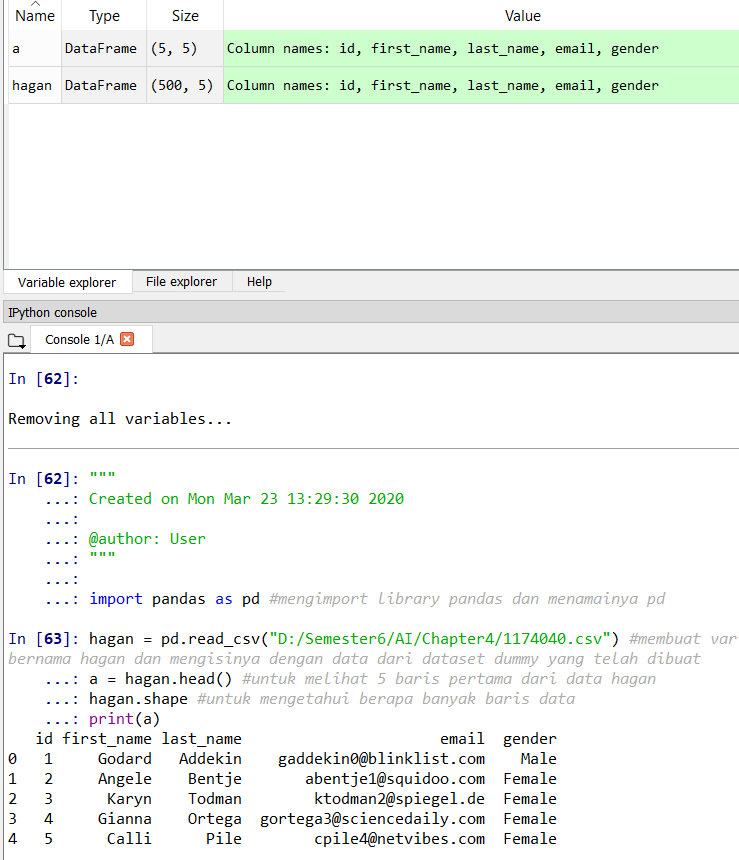 Name Type Size Value
a DataFrame (5, 5) Column names: id, first_name, last_name, email, gender
hagan DataFrame (500, 5) Column names: id, first_name, last_name, email, gender
Variable explorer File explorer Help
IPython console
Console 1/A
In [62]:
Removing all variables...
In [62]: """
...: Created on Mon Mar 23 13:29:30 2020
...:
...: @author: User
...: """
...:
...: import pandas as pd #mengimport library pandas dan menamainya pd
In [63]: hagan = pd.read_csv("D:/Semester6/AI/Chapter4/1174040.csv") #membuat var
bernama hagan dan mengisinya dengan data dari dataset dummy yang telah dibuat
...: a = hagan.head() #untuk melihat 5 baris pertama dari data hagan
...: hagan.shape #untuk mengetahui berapa banyak baris data
...: print(a)
id first_name last_name email gender
0 1 Godard Addekin gaddekin0@blinklist.com Male
1 2 Angele Bentje abentje1@squidoo.com Female
2 3 Karyn Todman ktodman2@spiegel.de Female
3 4 Gianna Ortega gortega3@sciencedaily.com Female
4 5 Calli Pile cpile4@netvibes.com Female